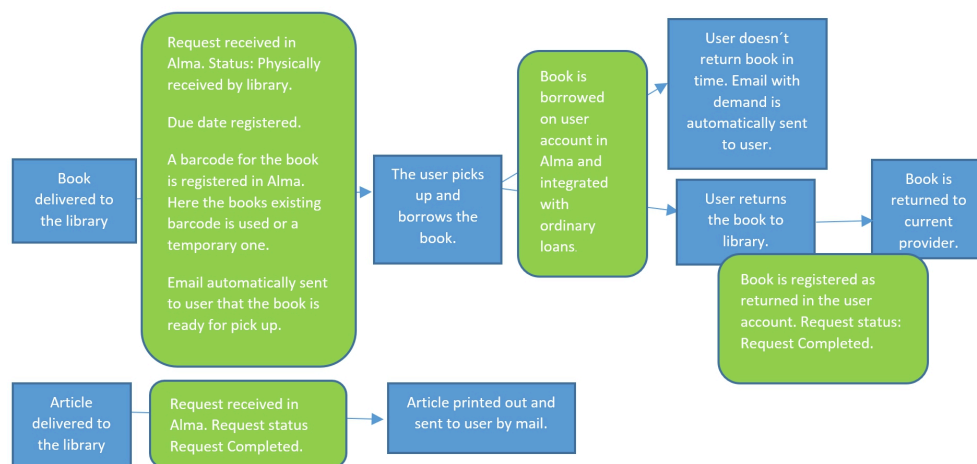 Book
delivered to
the library
Request received in
Alma. Status: Physically
received by library.
Due date registered.
A barcode for the book
is registered in Alma.
Here the books existing
barcode is used or a
temporary one.
Email automatically sent
to user that the book is
ready for pick up.
The user picks
up and
borrows the
book.
Book is
borrowed
on user
account in
Alma and
integrated
with
ordinary
loans.
User doesn´t
return book in
time. Email with
demand is
automatically sent
to user.
User returns
the book to
library.
Book is
returned to
current
provider.
Book is registered as
returned in the user
account. Request status:
Request Completed.
Article
delivered to
the library
Request received in
Alma. Request status
Request Completed.
Article printed out and
sent to user by mail.